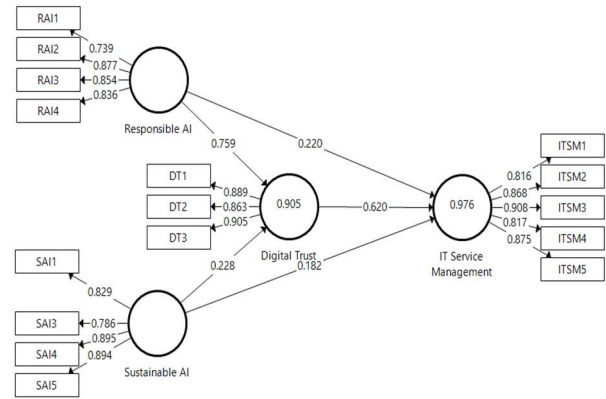 RAI1
RAI2
RAI3
RAI4
0.739
0.877
0.854
0.836
Responsible AI
0.759
0.220
DT1
DT2
DT3
0.889
0.863
0.905
0.905
Digital Trust
0.620
0.228
0.182
SAI1
SAI3
SAI4
SAI5
0.829
0.786
0.895
0.894
Sustainable AI
0.976
IT Service
Management
0.816
0.868
0.908
0.817
0.875
ITSM1
ITSM2
ITSM3
ITSM4
ITSM5